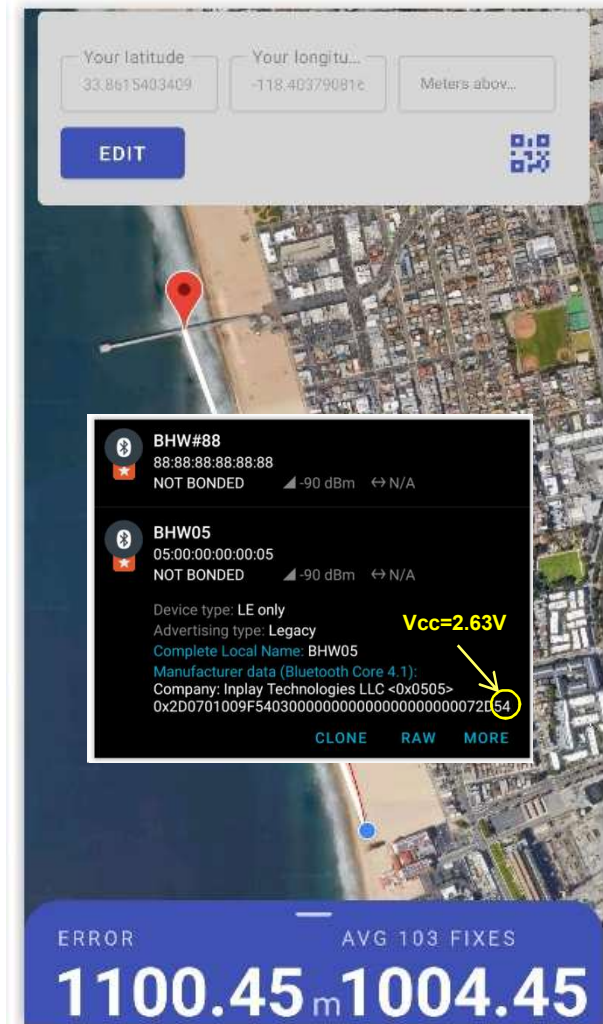 Your latitude
Your longitu...
33.8615403409
-118.40379081
Meters abov...
EDIT
BHW#88
88:88:88:88:88:88
NOT BONDED
-90 dBm
N/A
BHW05
05:00:00:00:00:05
NOT BONDED
-90 dBm
N/A
Device type: LE only
Advertising type: Legacy
Vcc=2.63V
Complete Local Name: BHW05
Manufacturer data (Bluetooth Core 4.1):
Company: Inplay Technologies LLC <0x0505>
0x2D0701009F5403000000000000000000000072D54
CLONE
RAW
MORE
ERROR
AVG 103 FIXES
1100.45 m
1004.45